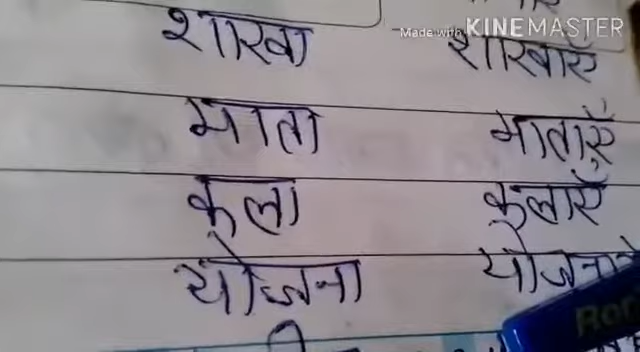 Made with KINEMASTER
शाखा शाखाएँ
माता माताएँ
कला कलाएँ
योजना